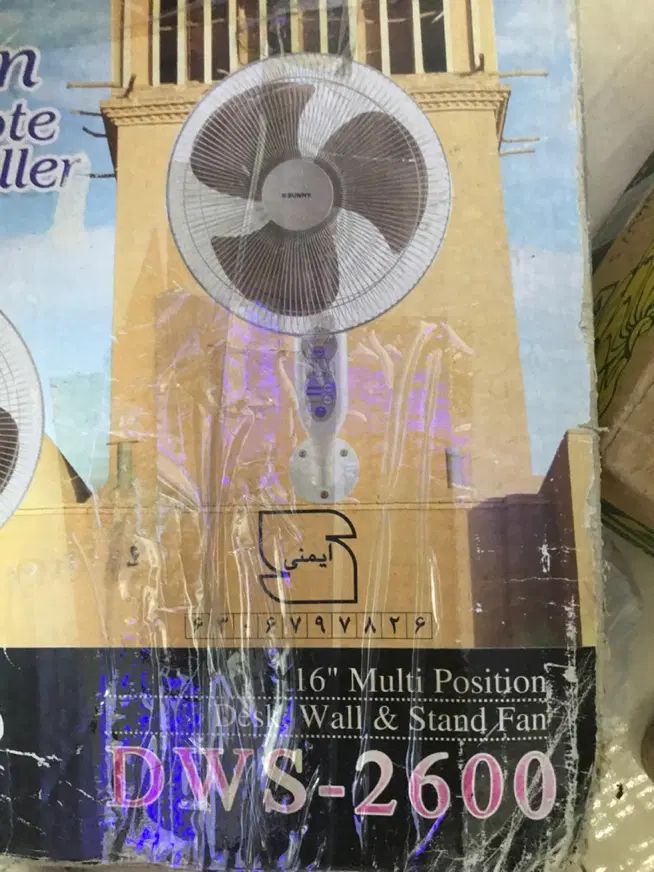 n
ote
ller
SUNNY
ایمنی
۶۳۰۶۷۹۷۸۲۶
16" Multi Position
Desk, Wall & Stand Fan
DWS-2600